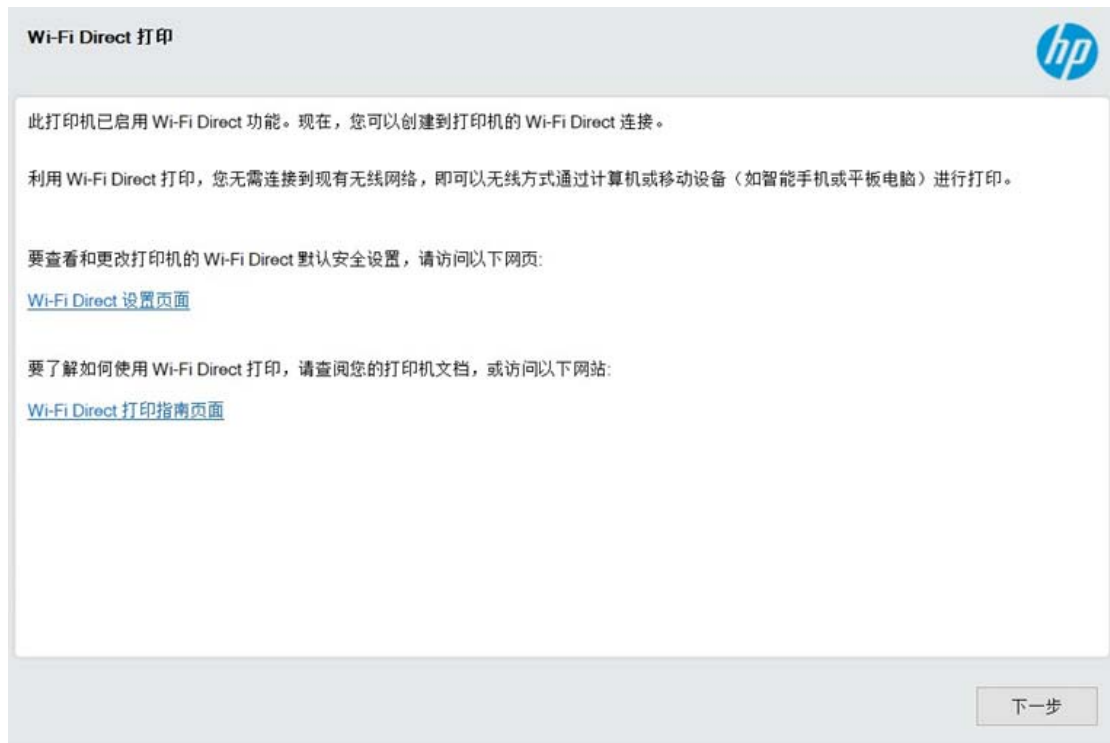 Wi-Fi Direct 打印
hp
此打印机已启用 Wi-Fi Direct 功能。现在，您可以创建到打印机的 Wi-Fi Direct 连接。
利用 Wi-Fi Direct 打印，您无需连接到现有无线网络，即可以无线方式通过计算机或移动设备（如智能手机或平板电脑）进行打印。
要查看和更改打印机的 Wi-Fi Direct 默认安全设置，请访问以下网页:
Wi-Fi Direct 设置页面
要了解如何使用 Wi-Fi Direct 打印，请查阅您的打印机文档，或访问以下网站:
Wi-Fi Direct 打印指南页面
下一步